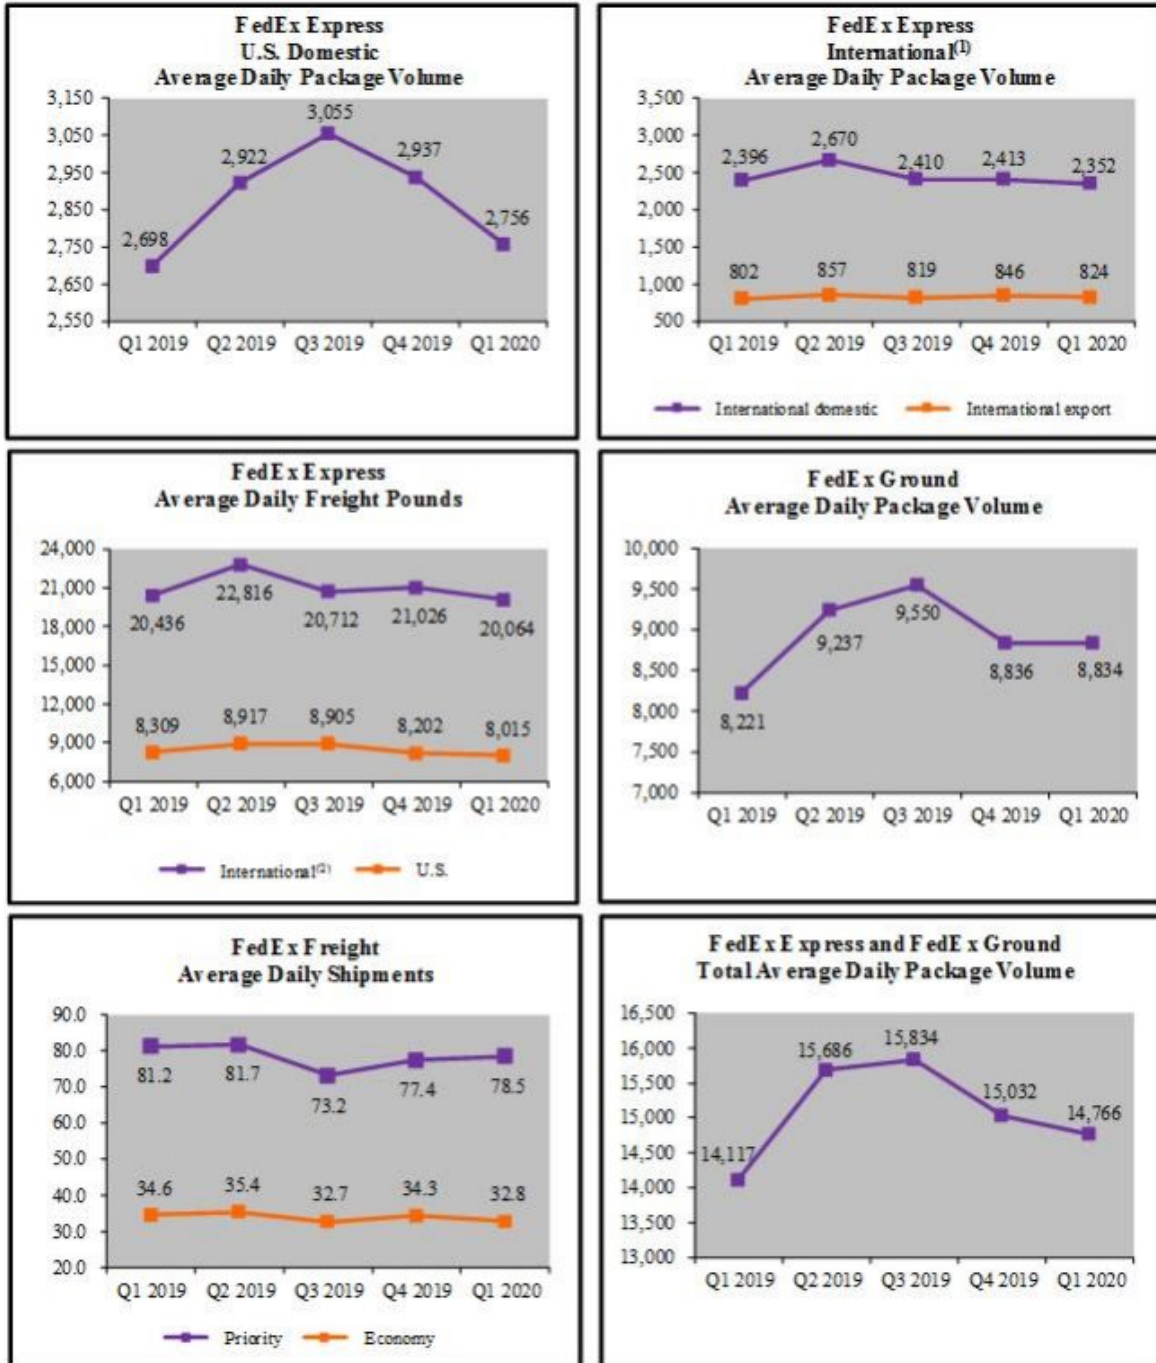 FedEx Express
U.S. Domestic
Average Daily Package Volume
3,150
3,050
2,950
2,850
2,750
2,650
2,550
2,698
2,922
3,055
2,937
2,756
Q1 2019 Q2 2019 Q3 2019 Q4 2019 Q1 2020
FedEx Express
International(1)
Average Daily Package Volume
3,500
3,000
2,500
2,000
1,500
1,000
500
2,396 2,670 2,410 2,413 2,352
802 857 819 846 824
Q1 2019 Q2 2019 Q3 2019 Q4 2019 Q1 2020
International domestic International export
FedEx Express
Average Daily Freight Pounds
24,000
21,000
18,000
15,000
12,000
9,000
6,000
20,436 22,816 20,712 21,026 20,064
8,309 8,917 8,905 8,202 8,015
Q1 2019 Q2 2019 Q3 2019 Q4 2019 Q1 2020
International(2) U.S.
FedEx Ground
Average Daily Package Volume
10,000
9,500
9,000
8,500
8,000
7,500
7,000
8,221
9,237
9,550
8,836
8,834
Q1 2019 Q2 2019 Q3 2019 Q4 2019 Q1 2020
FedEx Freight
Average Daily Shipments
90.0
80.0
70.0
60.0
50.0
40.0
30.0
20.0
81.2 81.7 73.2 77.4 78.5
34.6 35.4 32.7 34.3 32.8
Q1 2019 Q2 2019 Q3 2019 Q4 2019 Q1 2020
Priority Economy
FedEx Express and FedEx Ground
Total Average Daily Package Volume
16,500
16,000
15,500
15,000
14,500
14,000
13,500
13,000
14,117
15,686
15,834
15,032
14,766
Q1 2019 Q2 2019 Q3 2019 Q4 2019 Q1 2020